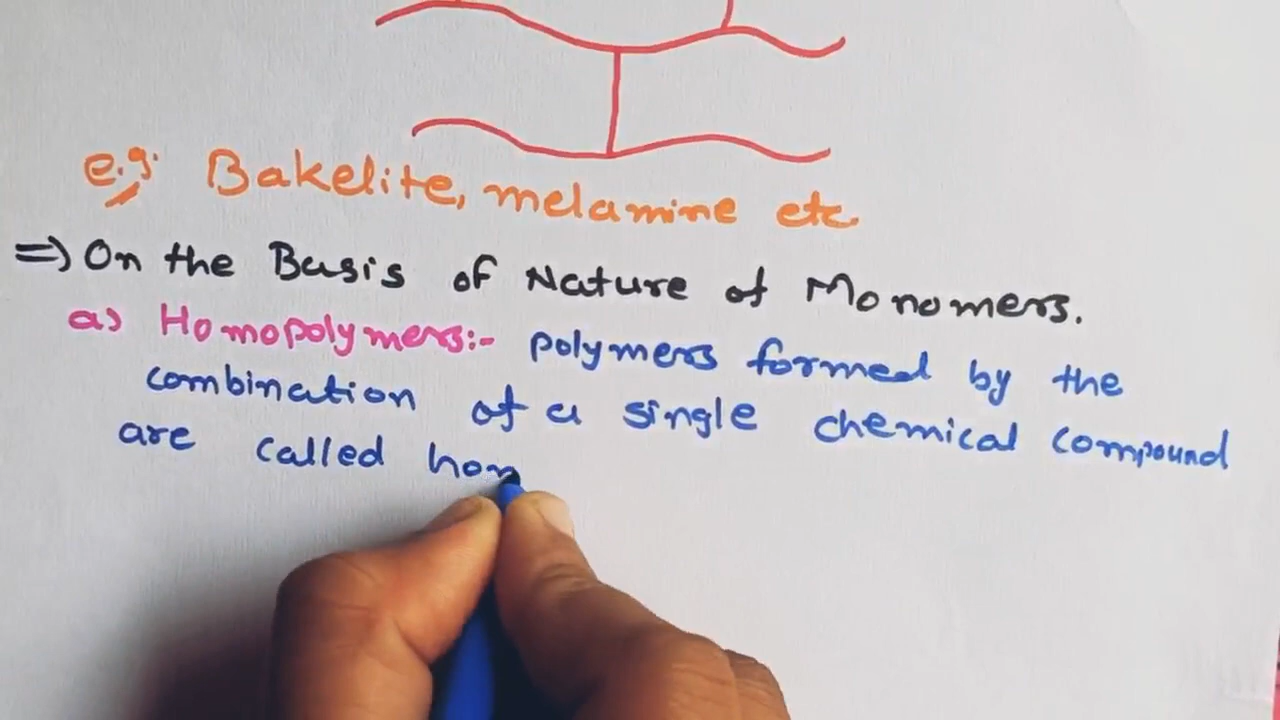 e.g. Bakelite, melamine etc
=> On the Basis of Nature of Monomers.
a) Homopolymers:- polymers formed by the
combination of a single chemical compound
are called hom